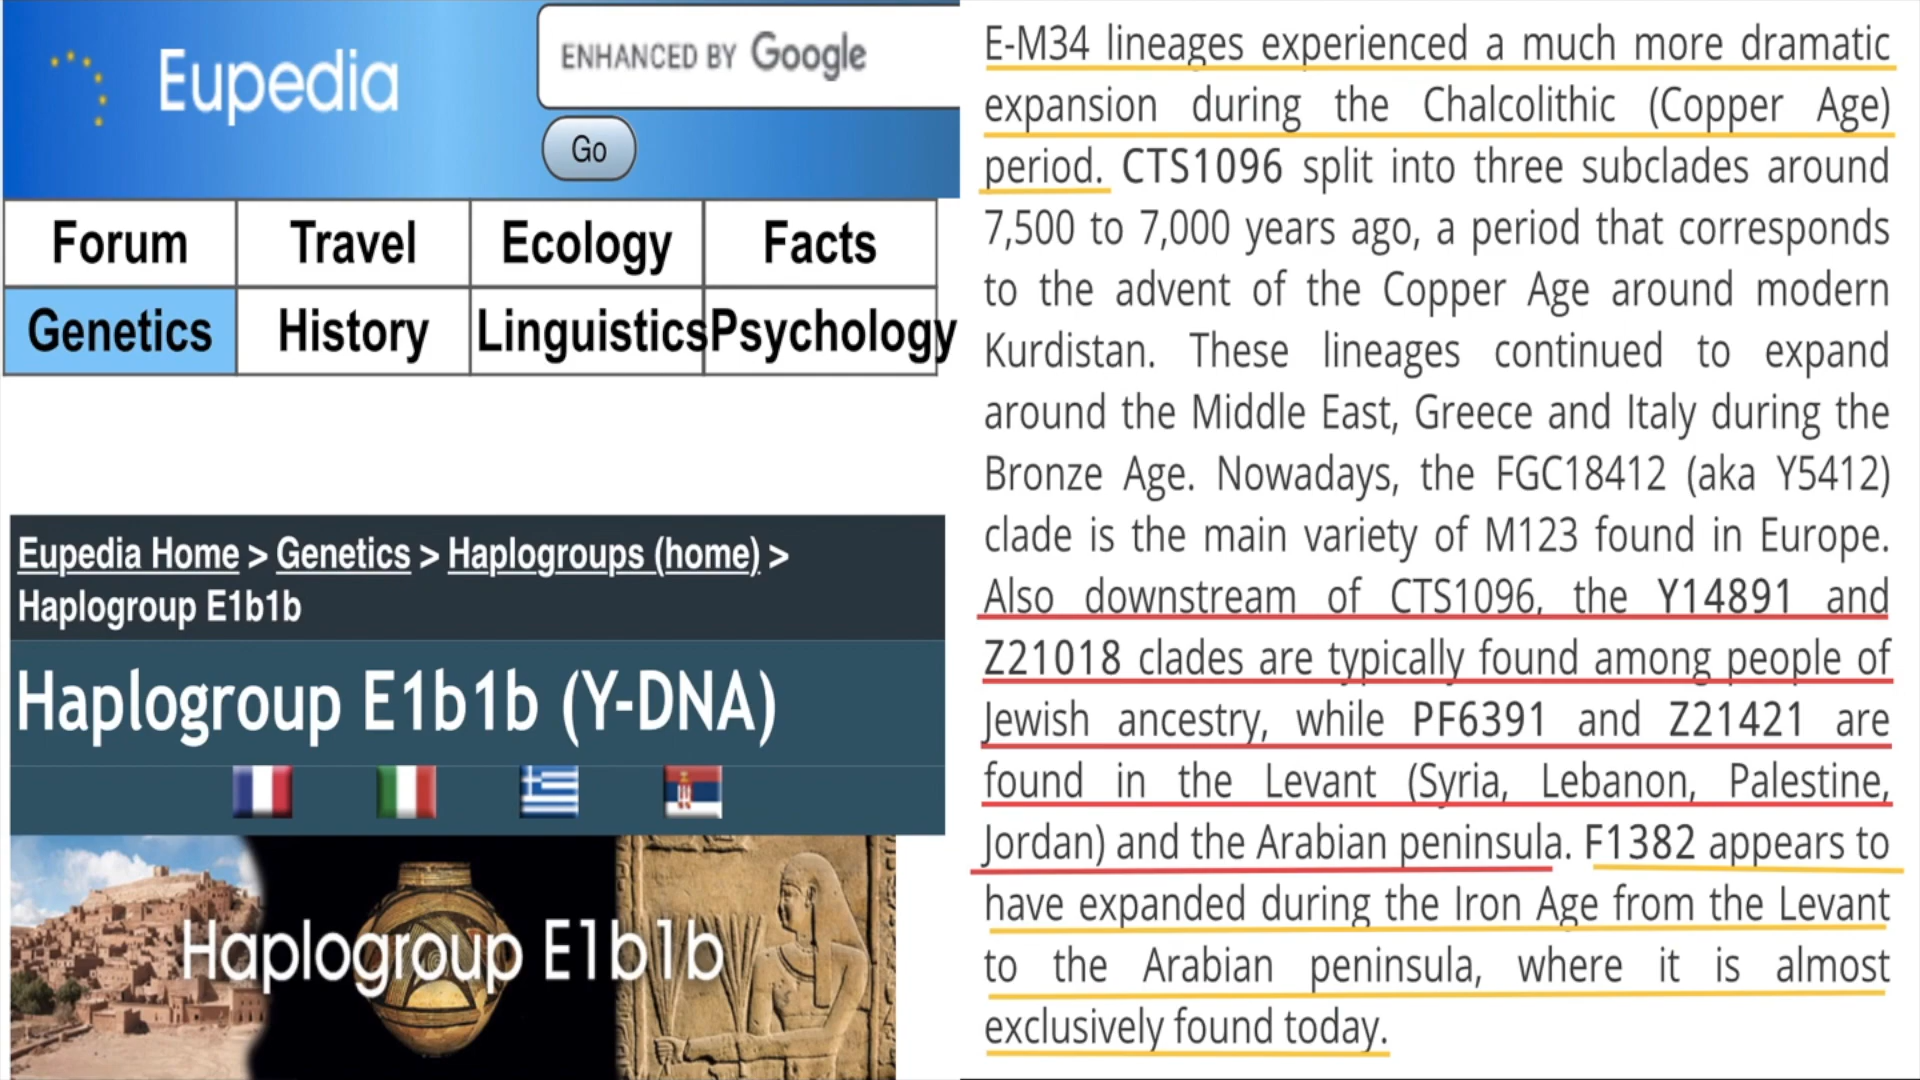 Eupedia
ENHANCED BY Google
Go
Forum Travel Ecology Facts
Genetics History Linguistics Psychology
Eupedia Home > Genetics > Haplogroups (home) >
Haplogroup E1b1b
Haplogroup E1b1b (Y-DNA)
Haplogroup E1b1b
E-M34 lineages experienced a much more dramatic
expansion during the Chalcolithic (Copper Age)
period. CTS1096 split into three subclades around
7,500 to 7,000 years ago, a period that corresponds
to the advent of the Copper Age around modern
Kurdistan. These lineages continued to expand
around the Middle East, Greece and Italy during the
Bronze Age. Nowadays, the FGC18412 (aka Y5412)
clade is the main variety of M123 found in Europe.
Also downstream of CTS1096, the Y14891 and
Z21018 clades are typically found among people of
Jewish ancestry, while PF6391 and Z21421 are
found in the Levant (Syria, Lebanon, Palestine,
Jordan) and the Arabian peninsula. F1382 appears to
have expanded during the Iron Age from the Levant
to the Arabian peninsula, where it is almost
exclusively found today.